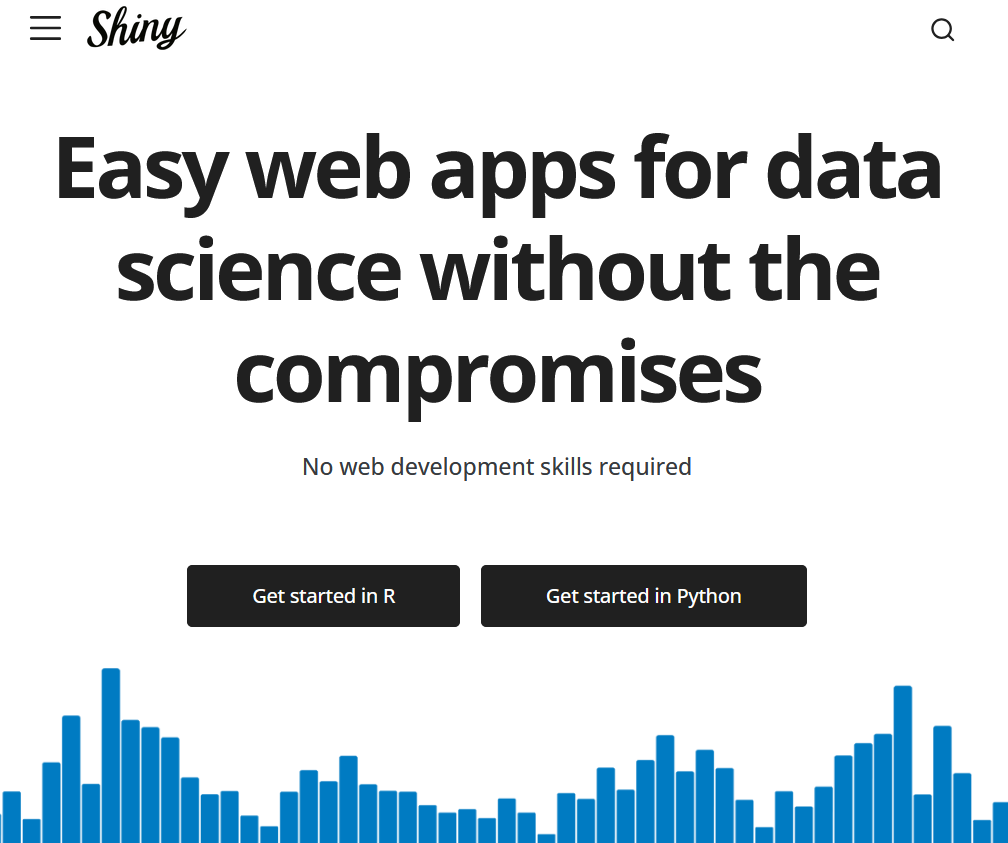 Shiny
Easy web apps for data
science without the
compromises
No web development skills required
Get started in R
Get started in Python